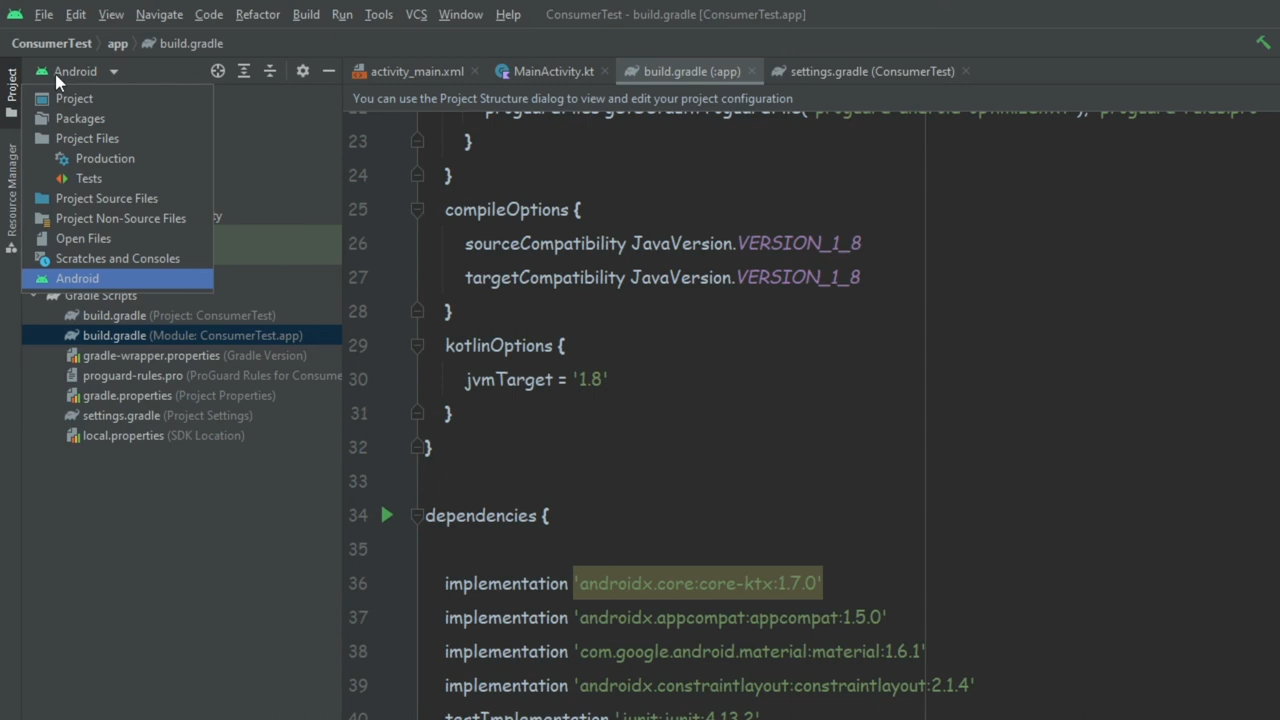 File Edit View Navigate Code Refactor Build Run Tools VCS Window Help ConsumerTest - build.gradle [ConsumerTest.app]
ConsumerTest app build.gradle
Project
Resource Manager
Android
Project
Packages
Project Files
Production
Tests
Project Source Files
Project Non-Source Files
Open Files
Scratches and Consoles
Android
Gradle Scripts
build.gradle (Project: ConsumerTest)
build.gradle (Module: ConsumerTest.app)
gradle-wrapper.properties (Gradle Version)
proguard-rules.pro (ProGuard Rules for Consume
gradle.properties (Project Properties)
settings.gradle (Project Settings)
local.properties (SDK Location)
activity_main.xml MainActivity.kt build.gradle (:app) settings.gradle (ConsumerTest)
You can use the Project Structure dialog to view and edit your project configuration
23 }
24 }
25 compileOptions {
26 sourceCompatibility JavaVersion.VERSION_1_8
27 targetCompatibility JavaVersion.VERSION_1_8
28 }
29 kotlinOptions {
30 jvmTarget = '1.8'
31 }
32 }
33
34 dependencies {
35
36 implementation 'androidx.core:core-ktx:1.7.0'
37 implementation 'androidx.appcompat:appcompat:1.5.0'
38 implementation 'com.google.android.material:material:1.6.1'
39 implementation 'androidx.constraintlayout:constraintlayout:2.1.4'
40 testImplementation 'junit:junit:4.13.2'